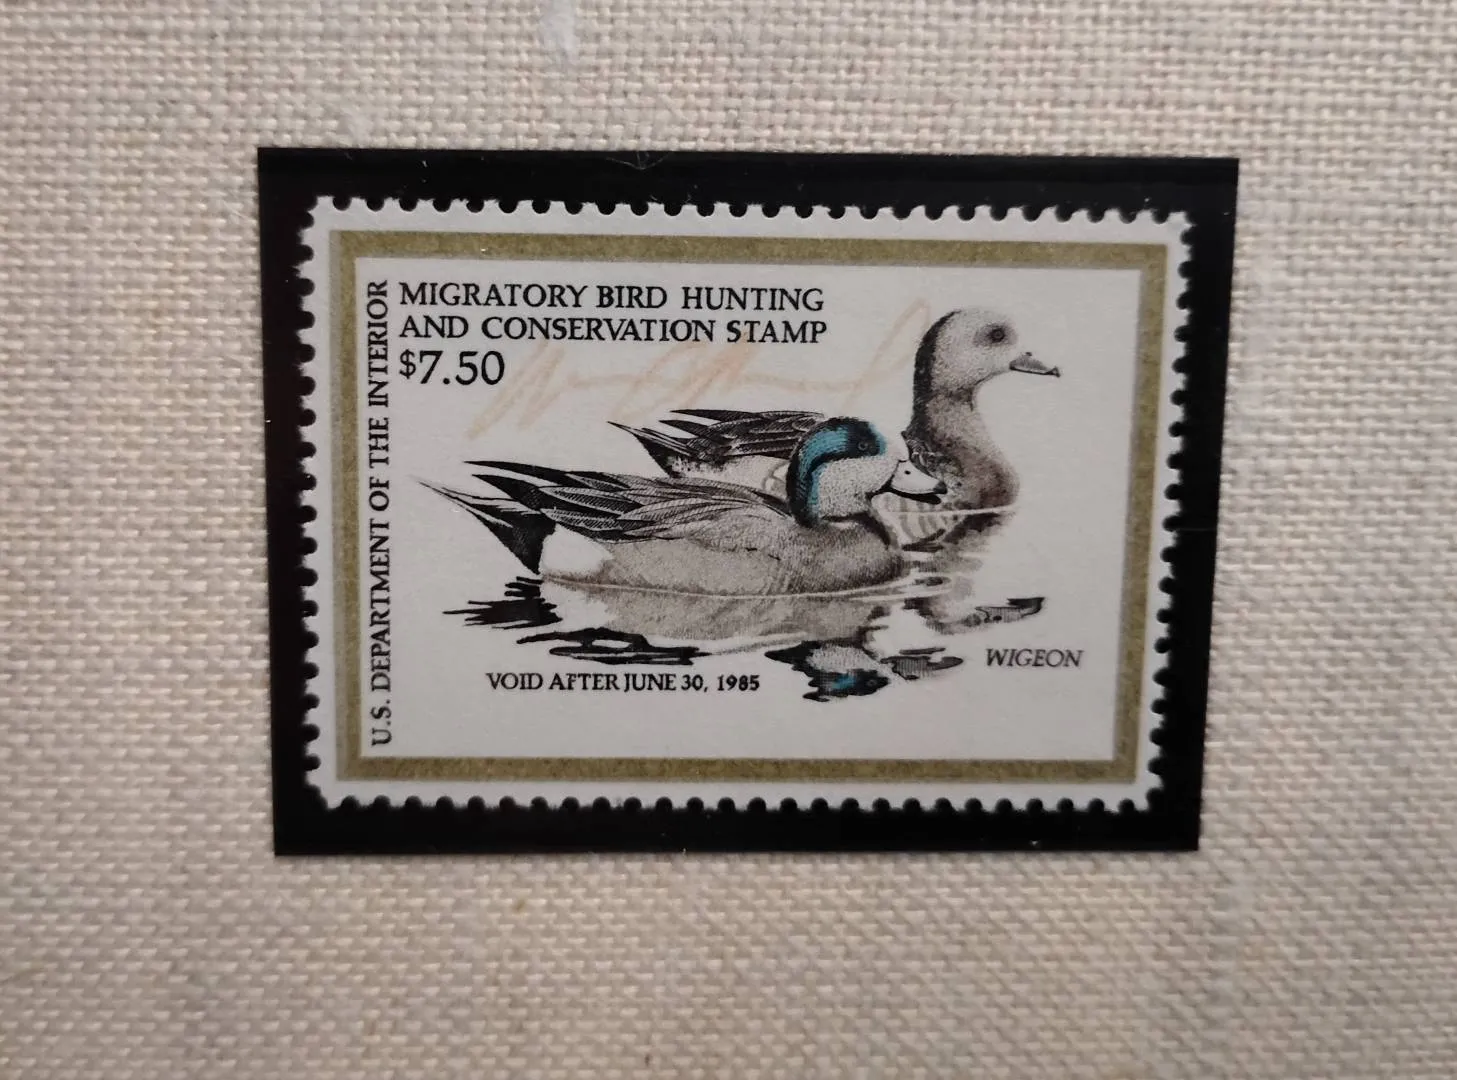 MIGRATORY BIRD HUNTING
AND CONSERVATION STAMP
$7.50
U.S. DEPARTMENT OF THE INTERIOR
VOID AFTER JUNE 30, 1985
WIGEON